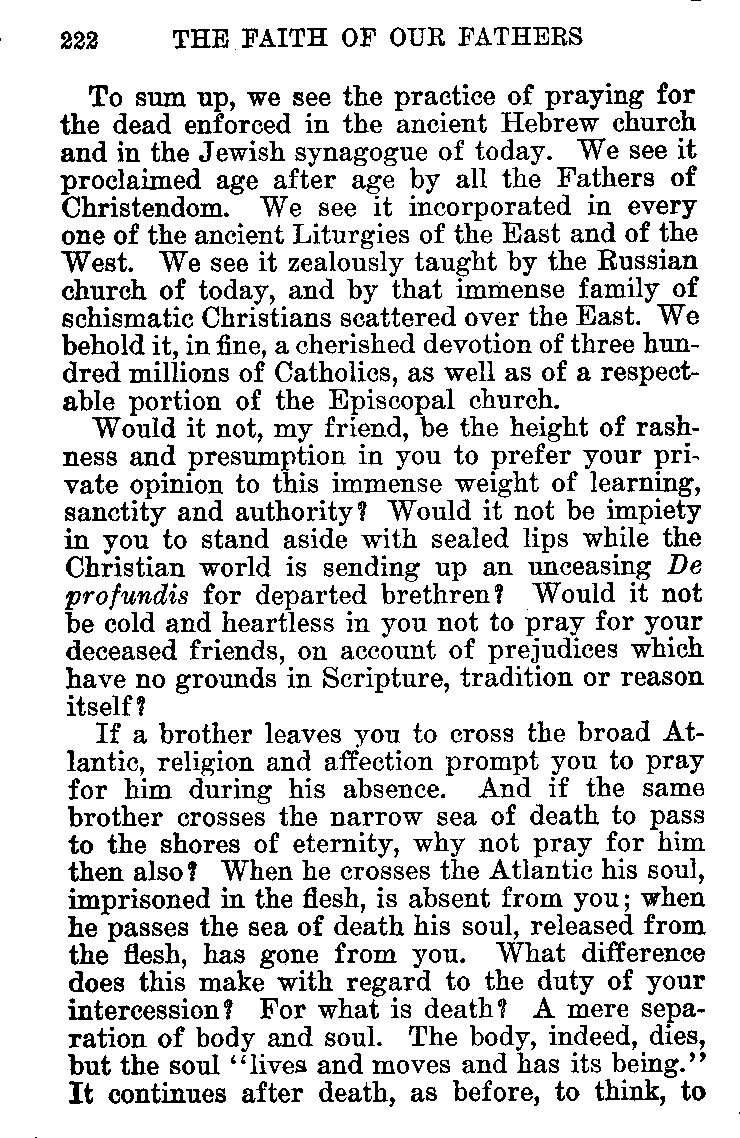 222 THE FAITH OF OUR FATHERS
To sum up, we see the practice of praying for
the dead enforced in the ancient Hebrew church
and in the Jewish synagogue of today. We see it
proclaimed age after age by all the Fathers of
Christendom. We see it incorporated in every
one of the ancient Liturgies of the East and of the
West. We see it zealously taught by the Russian
church of today, and by that immense family of
schismatic Christians scattered over the East. We
behold it, in fine, a cherished devotion of three hun-
dred millions of Catholics, as well as of a respect-
able portion of the Episcopal church.
Would it not, my friend, be the height of rash-
ness and presumption in you to prefer your pri-
vate opinion to this immense weight of learning,
sanctity and authority? Would it not be impiety
in you to stand aside with sealed lips while the
Christian world is sending up an unceasing De
profundis for departed brethren? Would it not
be cold and heartless in you not to pray for your
deceased friends, on account of prejudices which
have no grounds in Scripture, tradition or reason
itself?
If a brother leaves you to cross the broad At-
lantic, religion and affection prompt you to pray
for him during his absence. And if the same
brother crosses the narrow sea of death to pass
to the shores of eternity, why not pray for him
then also? When he crosses the Atlantic his soul,
imprisoned in the flesh, is absent from you; when
he passes the sea of death his soul, released from
the flesh, has gone from you. What difference
does this make with regard to the duty of your
intercession? For what is death? A mere sepa-
ration of body and soul. The body, indeed, dies,
but the soul “lives and moves and has its being.”
It continues after death, as before, to think, to